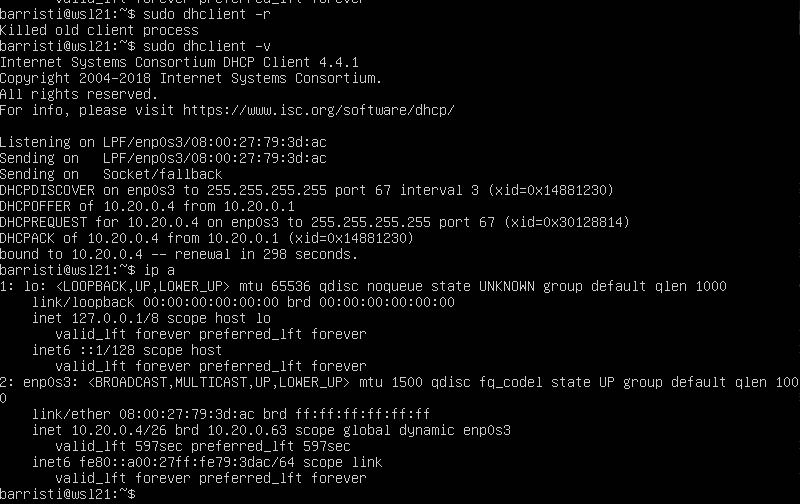 valid_lft forever preferred_lft forever
barristi@wsl21:~$ sudo dhclient -r
Killed old client process
barristi@wsl21:~$ sudo dhclient -v
Internet Systems Consortium DHCP Client 4.4.1
Copyright 2004-2018 Internet Systems Consortium.
All rights reserved.
For info, please visit https://www.isc.org/software/dhcp/
Listening on LPF/enp0s3/08:00:27:79:3d:ac
Sending on   LPF/enp0s3/08:00:27:79:3d:ac
Sending on   Socket/fallback
DHCPDISCOVER on enp0s3 to 255.255.255.255 port 67 interval 3 (xid=0x14881230)
DHCPOFFER of 10.20.0.4 from 10.20.0.1
DHCPREQUEST for 10.20.0.4 on enp0s3 to 255.255.255.255 port 67 (xid=0x30128814)
DHCPACK of 10.20.0.4 from 10.20.0.1 (xid=0x14881230)
bound to 10.20.0.4 -- renewal in 298 seconds.
barristi@wsl21:~$ ip a
1: lo: <LOOPBACK,UP,LOWER_UP> mtu 65536 qdisc noqueue state UNKNOWN group default qlen 1000
    link/loopback 00:00:00:00:00:00 brd 00:00:00:00:00:00
    inet 127.0.0.1/8 scope host lo
       valid_lft forever preferred_lft forever
    inet6 ::1/128 scope host
       valid_lft forever preferred_lft forever
2: enp0s3: <BROADCAST,MULTICAST,UP,LOWER_UP> mtu 1500 qdisc fq_codel state UP group default qlen 100
0
    link/ether 08:00:27:79:3d:ac brd ff:ff:ff:ff:ff:ff
    inet 10.20.0.4/26 brd 10.20.0.63 scope global dynamic enp0s3
       valid_lft 597sec preferred_lft 597sec
    inet6 fe80::a00:27ff:fe79:3dac/64 scope link
       valid_lft forever preferred_lft forever
barristi@wsl21:~$